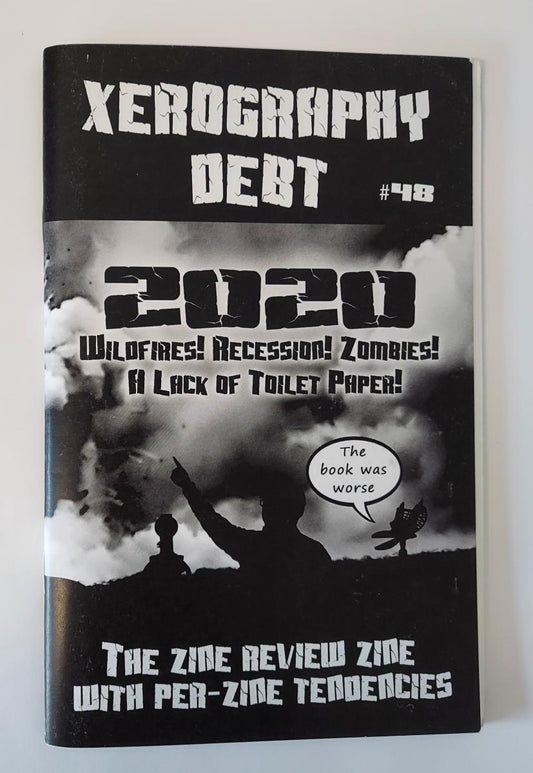 XEROGRAPHY
DEBT #48
2020
WILDFIRES! RECESSION! ZOMBIES!
A LACK OF TOILET PAPER!
The
book was
worse
THE ZINE REVIEW ZINE
WITH PER-ZINE TENDENCIES